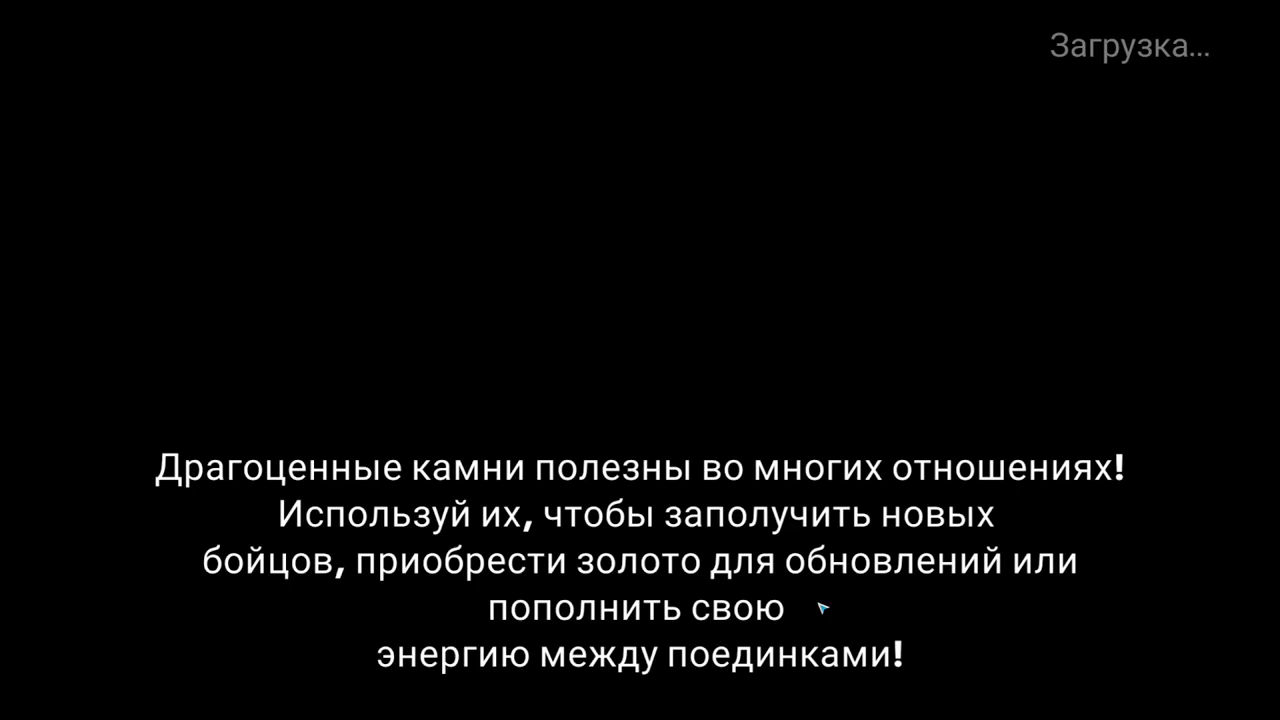 Загрузка...
Драгоценные камни полезны во многих отношениях!
Используй их, чтобы заполучить новых
бойцов, приобрести золото для обновлений или
пополнить свою
энергию между поединками!